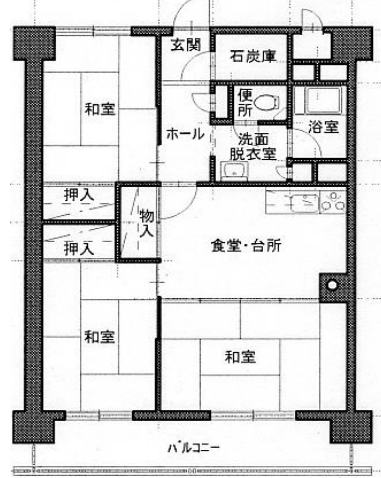 玄関
石炭庫
和室
便所
ホール
浴室
洗面
脱衣室
押入
物入
押入
食堂・台所
和室
和室
バルコニー